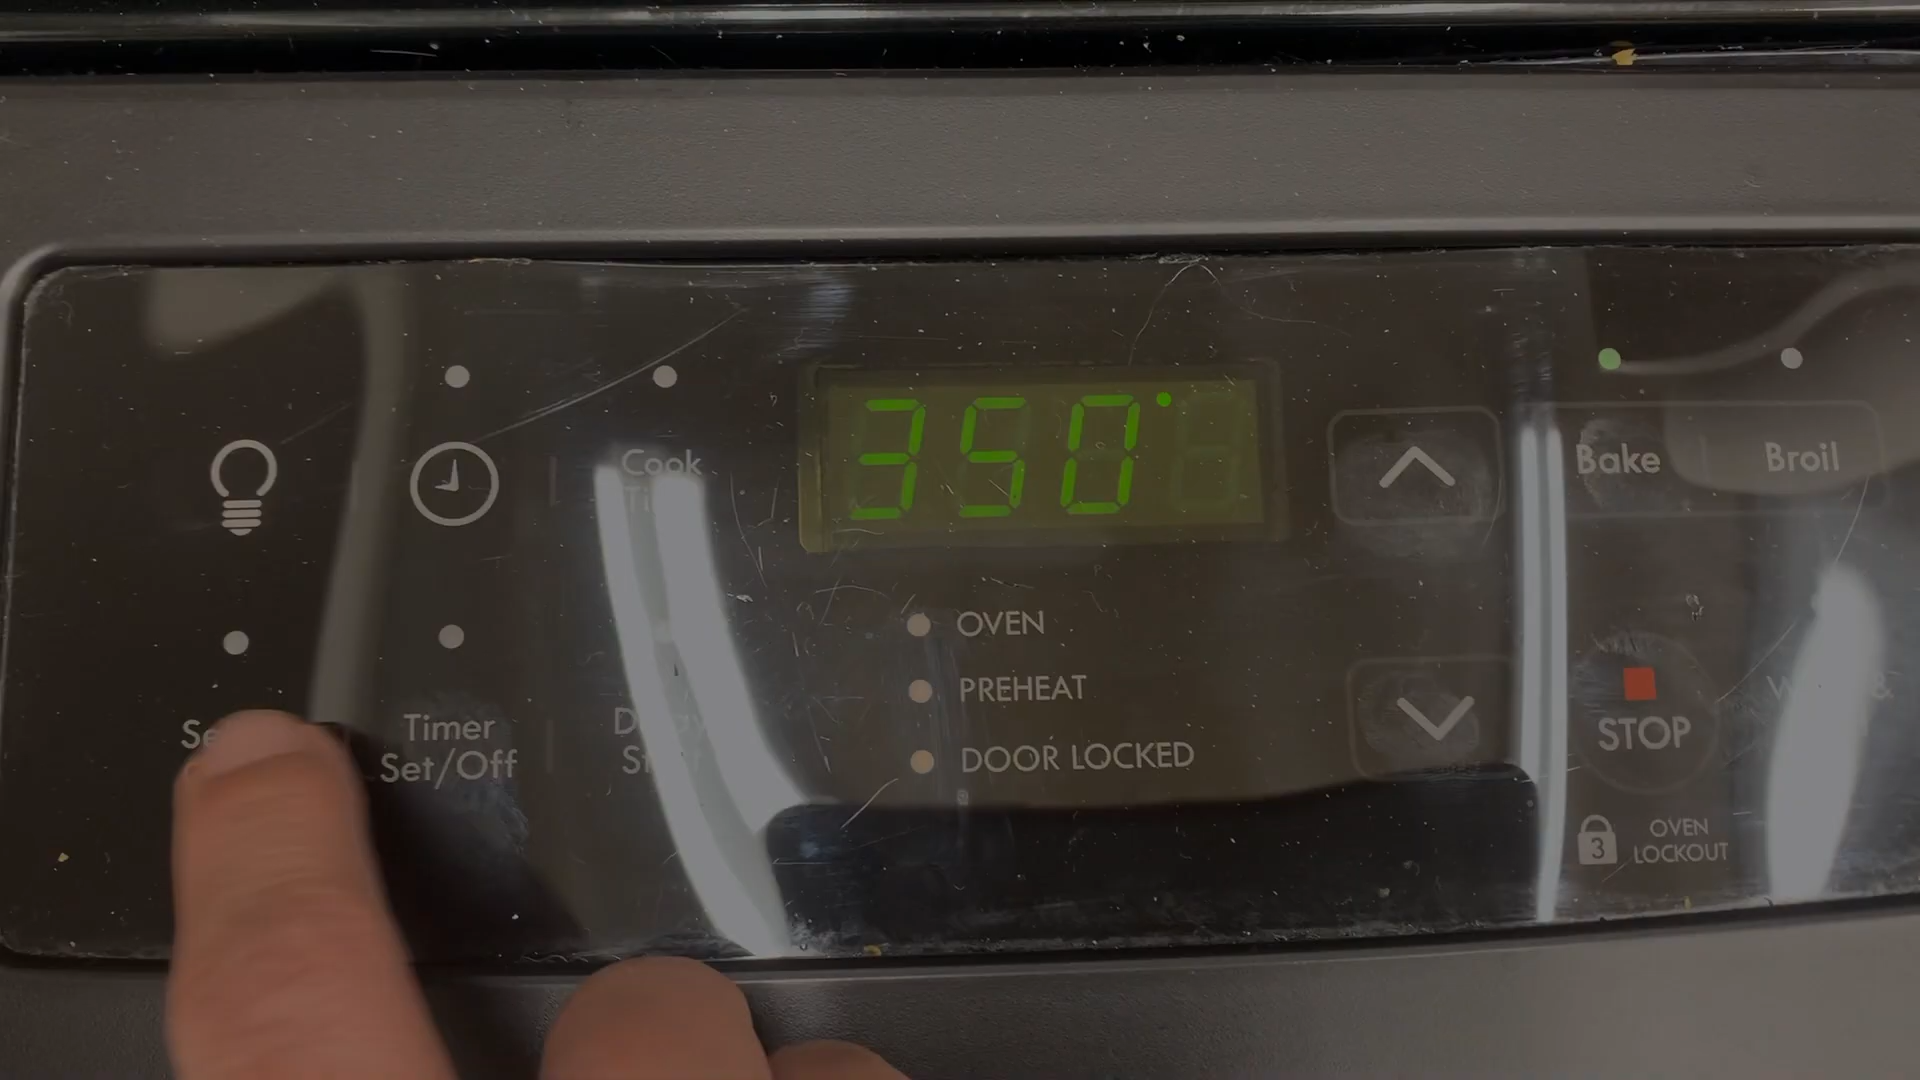 Cook
350°
Bake
Broil
OVEN
PREHEAT
DOOR LOCKED
Timer
Set/Off
STOP
3
OVEN
LOCKOUT